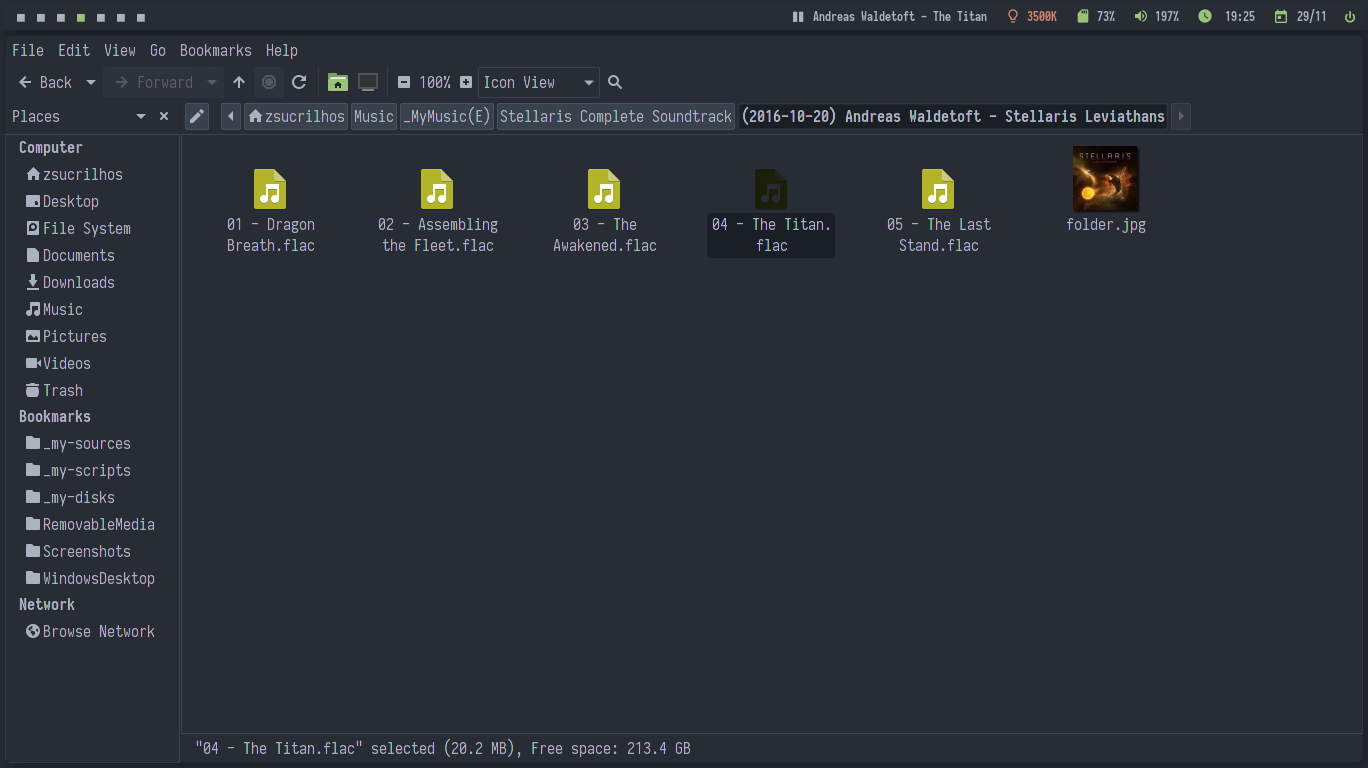 Andreas Waldetoft - The Titan 3500K 73% 197% 19:25 29/11
File Edit View Go Bookmarks Help
Back Forward 100% Icon View
Places zsucrilhos Music _MyMusic(E) Stellaris Complete Soundtrack (2016-10-20) Andreas Waldetoft - Stellaris Leviathans
Computer
zsucrilhos
Desktop
File System
Documents
Downloads
Music
Pictures
Videos
Trash
Bookmarks
_my-sources
_my-scripts
_my-disks
RemovableMedia
Screenshots
WindowsDesktop
Network
Browse Network
01 - Dragon
Breath.flac
02 - Assembling
the Fleet.flac
03 - The
Awakened.flac
04 - The Titan.
flac
05 - The Last
Stand.flac
STELLARIS
folder.jpg
"04 - The Titan.flac" selected (20.2 MB), Free space: 213.4 GB